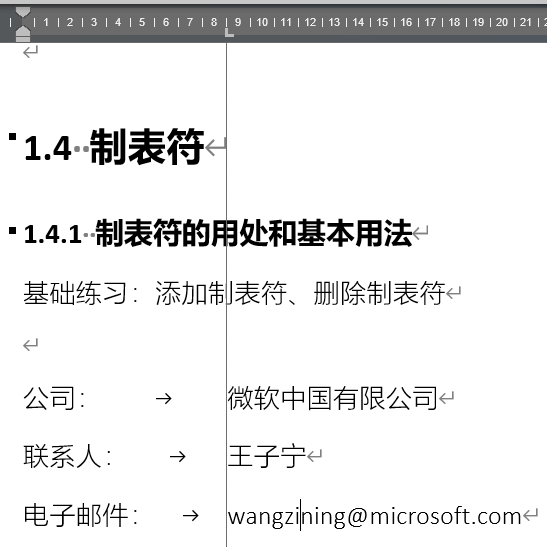 1 2 3 4 5 6 7 8 9 10 11 12 13 14 15 16 17 18 19 20 21
1.4 制表符
1.4.1 制表符的用处和基本用法
基础练习：添加制表符、删除制表符
公司： → 微软中国有限公司
联系人： → 王子宁
电子邮件： → wangzining@microsoft.com